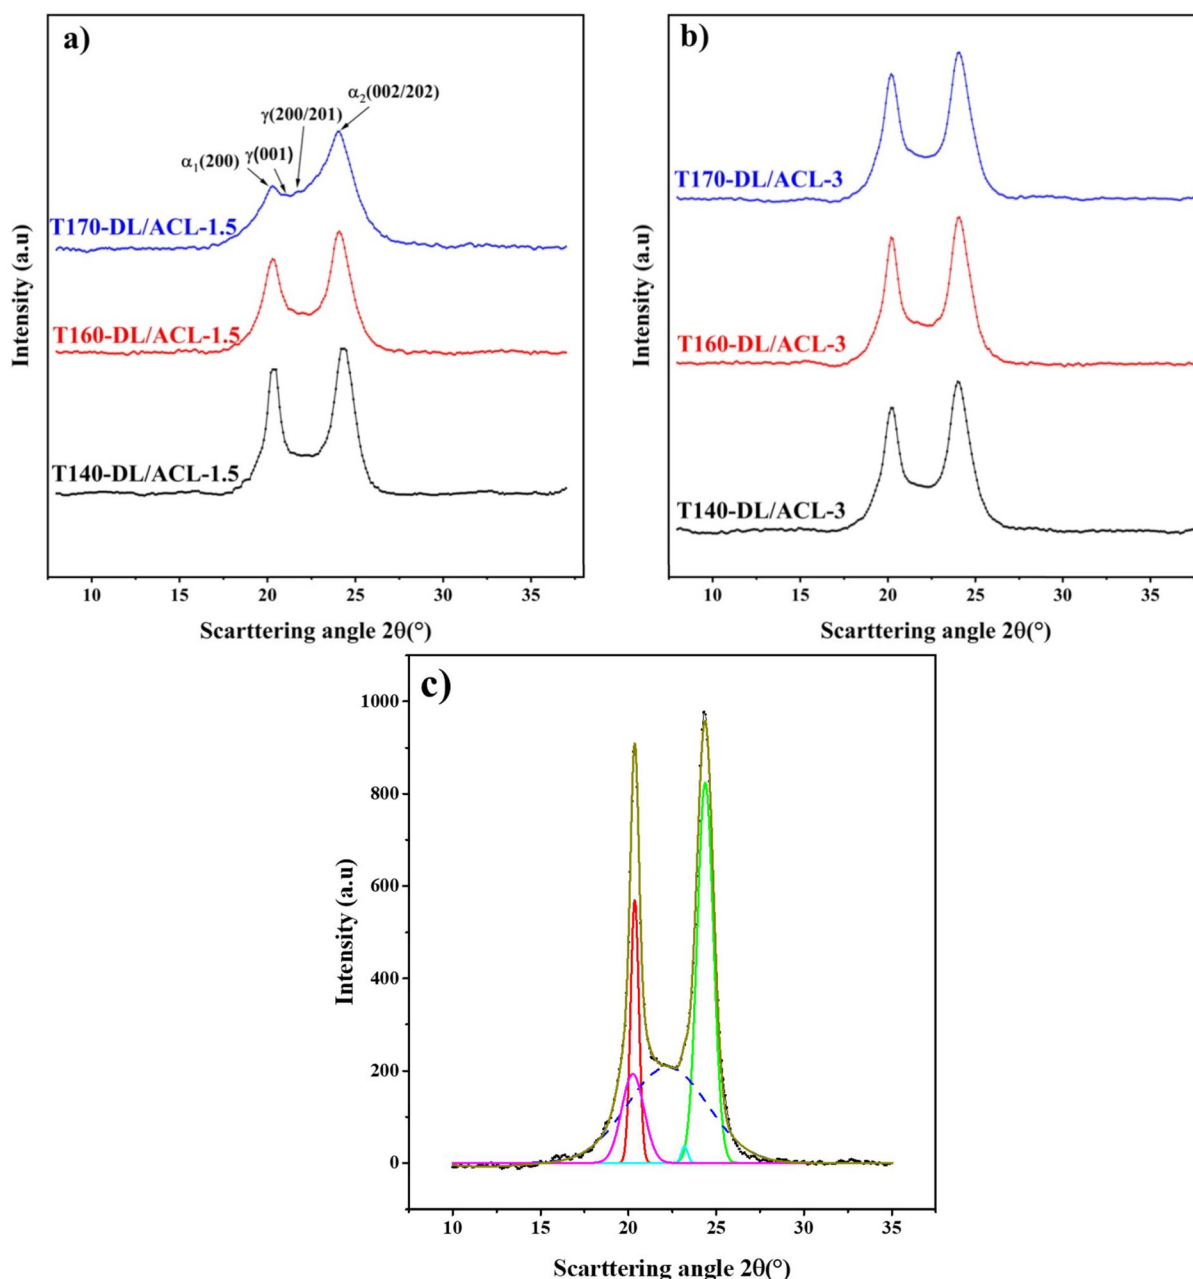 a)
α₂(002/202)
γ(200/201)
γ(001)
α₁(200)
T170-DL/ACL-1.5
T160-DL/ACL-1.5
T140-DL/ACL-1.5
Intensity (a.u)
10 15 20 25 30 35
Scarttering angle 2θ(°)
b)
T170-DL/ACL-3
T160-DL/ACL-3
T140-DL/ACL-3
Intensity (a.u)
10 15 20 25 30 35
Scarttering angle 2θ(°)
c)
1000
800
600
400
200
0
Intensity (a.u)
10 15 20 25 30 35
Scarttering angle 2θ(°)